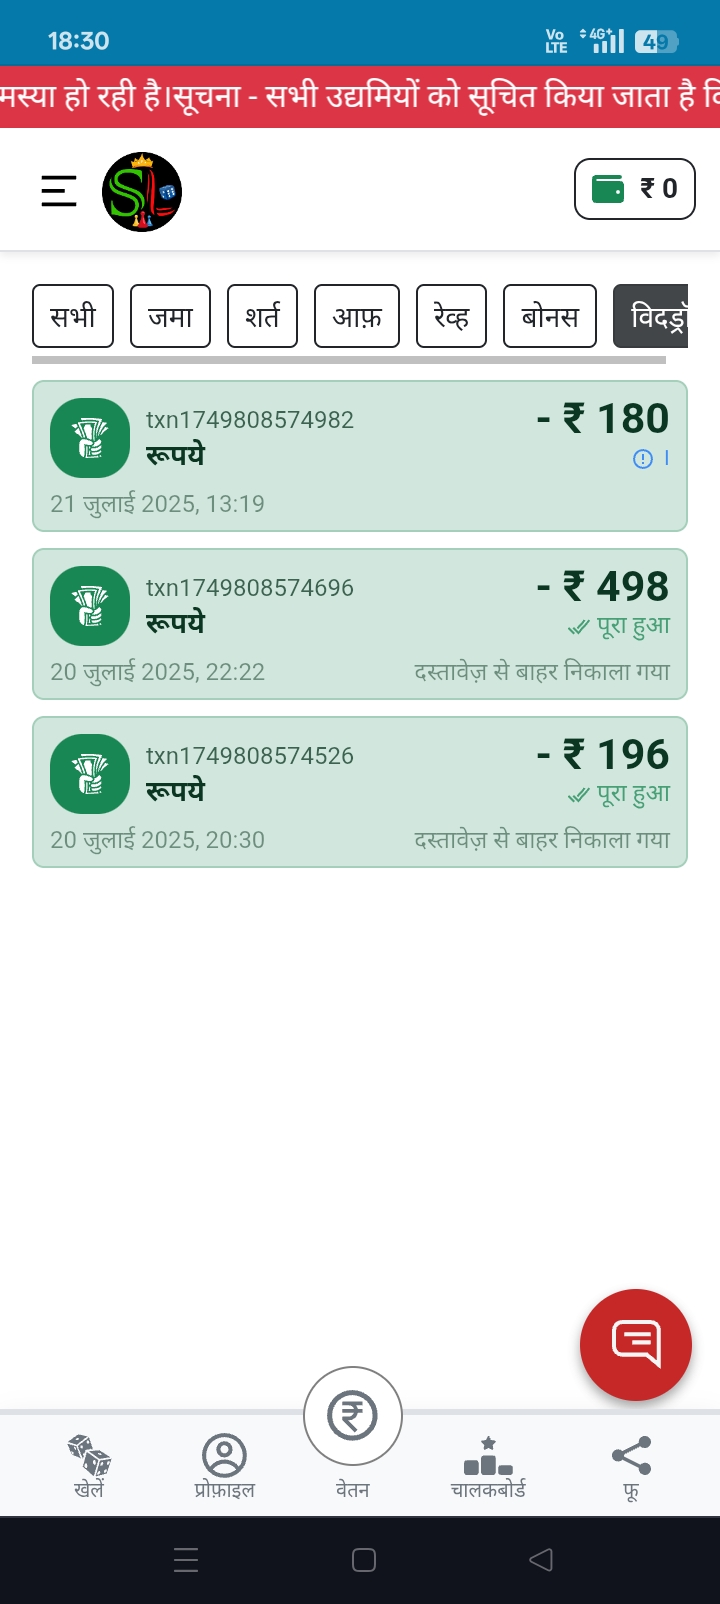 18:30 Vo LTE 4G+ 49
मस्या हो रही है।सूचना - सभी उद्यमियों को सूचित किया जाता है
SL
₹ 0
सभी जमा शर्त आफ़ रेव्ह बोनस
txn1749808574982 - ₹ 180
रूपये I
21 जुलाई 2025, 13:19
txn1749808574696 - ₹ 498
रूपये पूरा हुआ
20 जुलाई 2025, 22:22 दस्तावेज़ से बाहर निकाला गया
txn1749808574526 - ₹ 196
रूपये पूरा हुआ
20 जुलाई 2025, 20:30 दस्तावेज़ से बाहर निकाला गया
खेलें प्रोफ़ाइल वेतन चालकबोर्ड फू